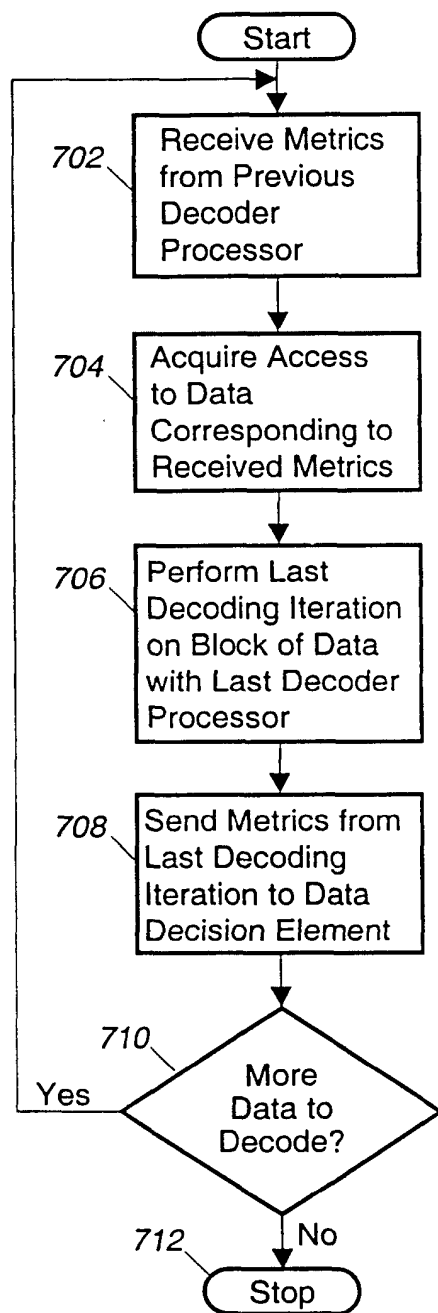 Start
702
Receive Metrics
from Previous
Decoder
Processor
704
Acquire Access
to Data
Corresponding to
Received Metrics
706
Perform Last
Decoding Iteration
on Block of Data
with Last Decoder
Processor
708
Send Metrics from
Last Decoding
Iteration to Data
Decision Element
710
More
Data to
Decode?
Yes
No
712
Stop